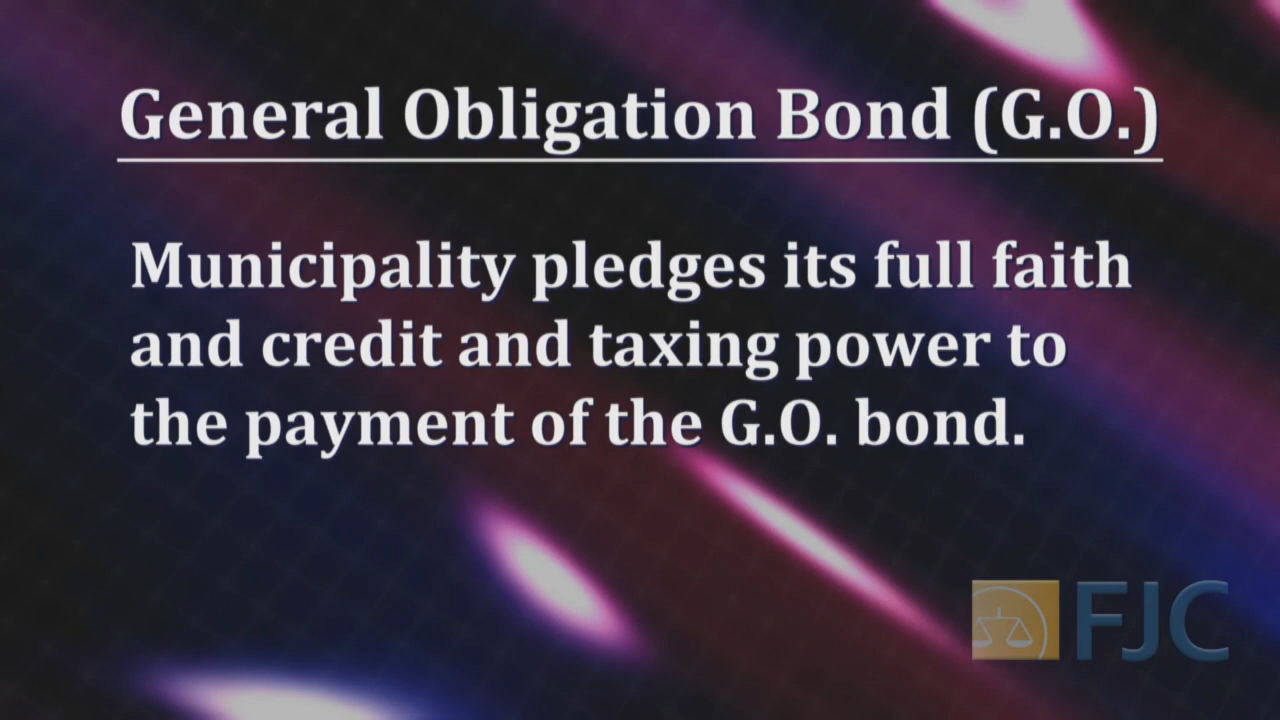 General Obligation Bond (G.O.)
Municipality pledges its full faith
and credit and taxing power to
the payment of the G.O. bond.
FJC